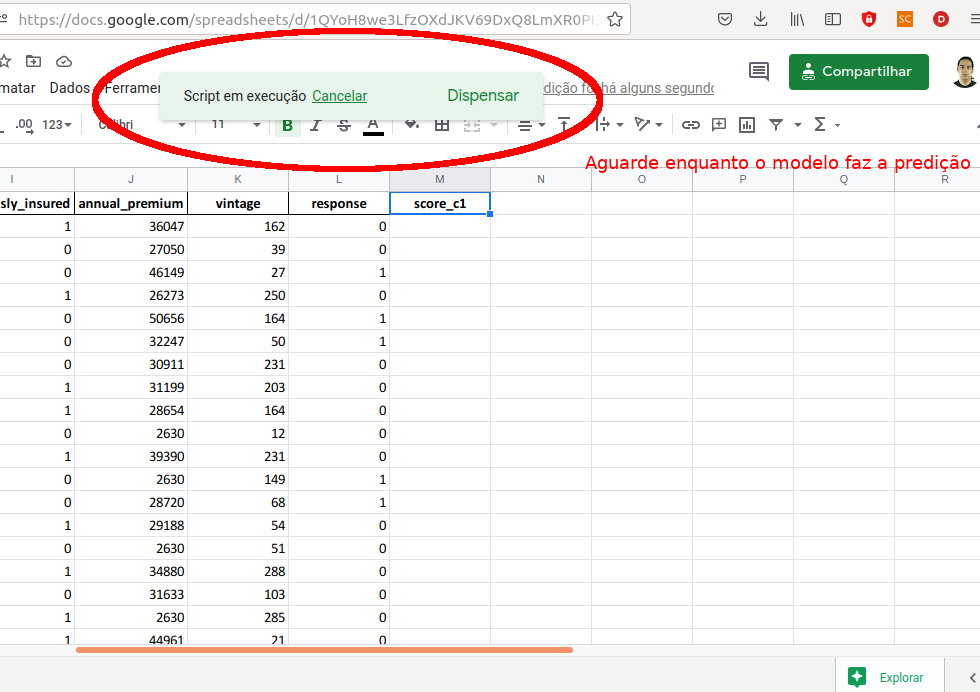 https://docs.google.com/spreadsheets/d/1QYoH8we3LfzOXdJKV69DxQ8LmXR0PI
SC
D
matar Dados Ferramer
Script em execução Cancelar Dispensar
dição foi há alguns segundo
Compartilhar
.00 123 Calibri 11 B I S A Σ
Aguarde enquanto o modelo faz a predição
I J K L M N O P Q R
sly_insured annual_premium vintage response score_c1
1 36047 162 0
0 27050 39 0
0 46149 27 1
1 26273 250 0
0 50656 164 1
0 32247 50 1
0 30911 231 0
1 31199 203 0
1 28654 164 0
0 2630 12 0
1 39390 231 0
0 2630 149 1
0 28720 68 1
1 29188 54 0
0 2630 51 0
1 34880 288 0
0 31633 103 0
1 2630 285 0
1 44961 21 0
Explorar